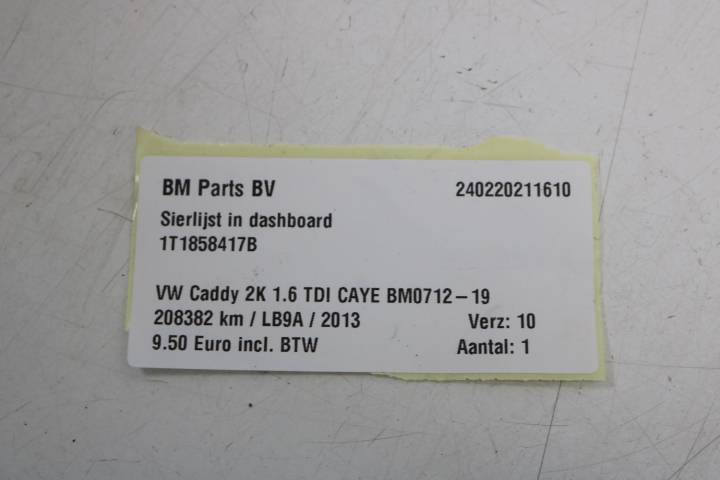 BM Parts BV 240220211610
Sierlijst in dashboard
1T1858417B
VW Caddy 2K 1.6 TDI CAYE BM0712 – 19
208382 km / LB9A / 2013 Verz: 10
9.50 Euro incl. BTW Aantal: 1